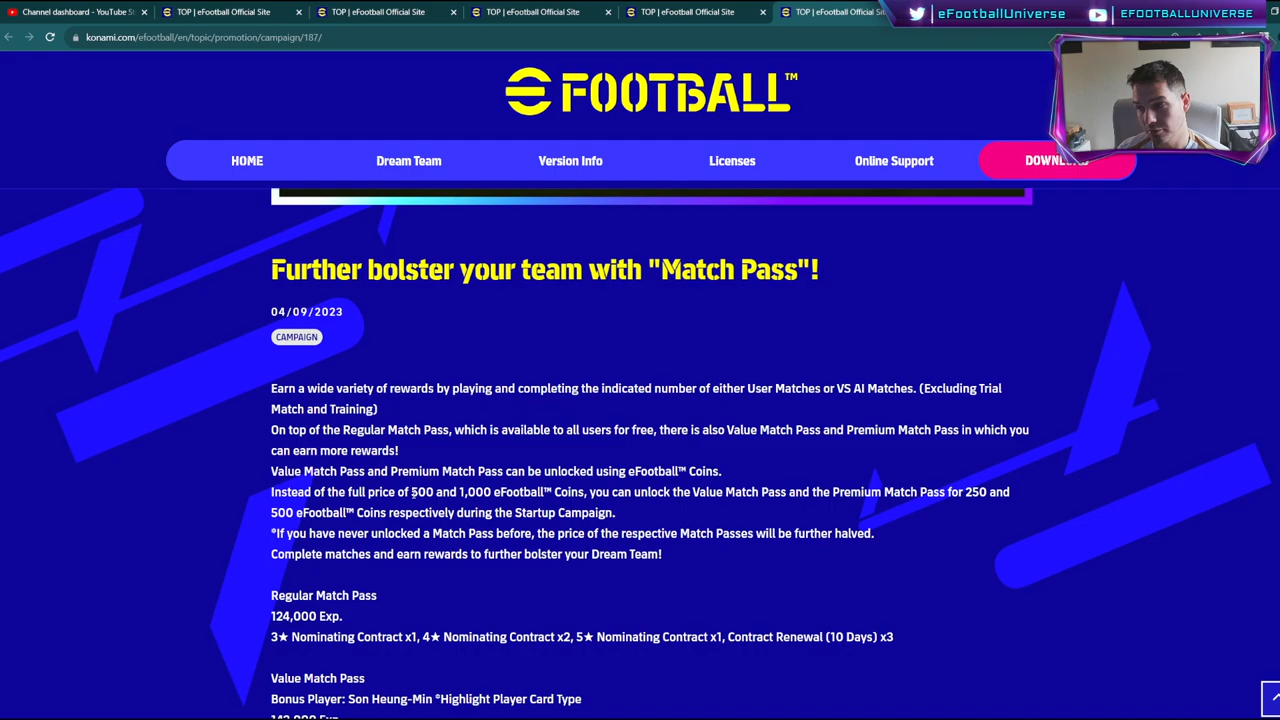 Channel dashboard - YouTube St
TOP | eFootball Official Site
TOP | eFootball Official Site
TOP | eFootball Official Site
TOP | eFootball Official Site
TOP | eFootball Official Si
eFootballUniverse
EFOOTBALLUNIVERSE
konami.com/efootball/en/topic/promotion/campaign/187/
FOOTBALL™
HOME
Dream Team
Version Info
Licenses
Online Support
Further bolster your team with "Match Pass"!
04/09/2023
CAMPAIGN
Earn a wide variety of rewards by playing and completing the indicated number of either User Matches or VS AI Matches. (Excluding Trial
Match and Training)
On top of the Regular Match Pass, which is available to all users for free, there is also Value Match Pass and Premium Match Pass in which you
can earn more rewards!
Value Match Pass and Premium Match Pass can be unlocked using eFootball™ Coins.
Instead of the full price of 500 and 1,000 eFootball™ Coins, you can unlock the Value Match Pass and the Premium Match Pass for 250 and
500 eFootball™ Coins respectively during the Startup Campaign.
*If you have never unlocked a Match Pass before, the price of the respective Match Passes will be further halved.
Complete matches and earn rewards to further bolster your Dream Team!
Regular Match Pass
124,000 Exp.
3★ Nominating Contract x1, 4★ Nominating Contract x2, 5★ Nominating Contract x1, Contract Renewal (10 Days) x3
Value Match Pass
Bonus Player: Son Heung-Min *Highlight Player Card Type